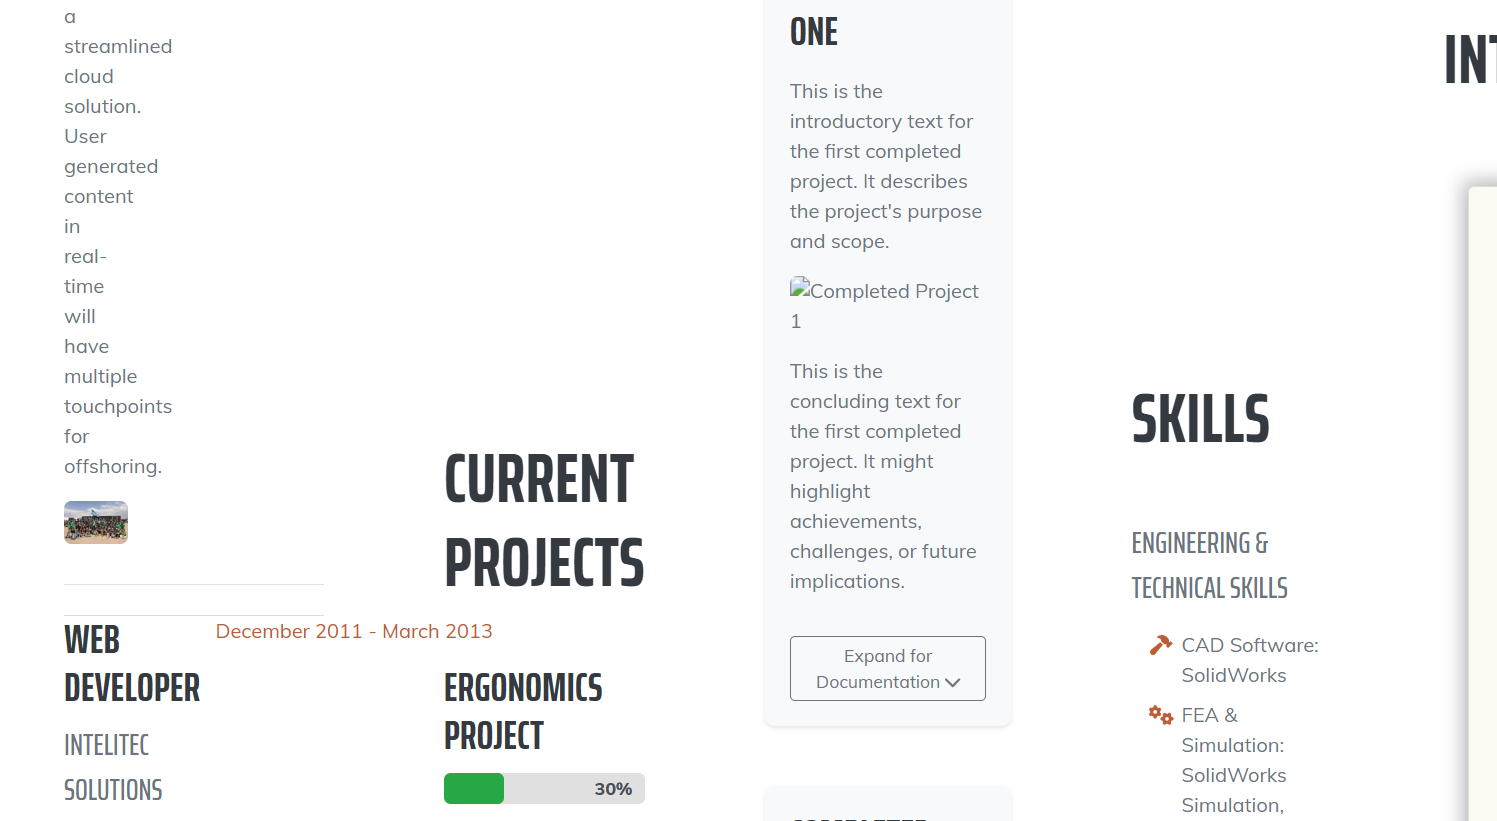 a
streamlined
cloud
solution.
User
generated
content
in
real-
time
will
have
multiple
touchpoints
for
offshoring.
WEB
DEVELOPER
December 2011 - March 2013
INTELITEC
SOLUTIONS
CURRENT
PROJECTS
ERGONOMICS
PROJECT
30%
ONE
This is the
introductory text for
the first completed
project. It describes
the project's purpose
and scope.
Completed Project
1
This is the
concluding text for
the first completed
project. It might
highlight
achievements,
challenges, or future
implications.
Expand for
Documentation
SKILLS
ENGINEERING &
TECHNICAL SKILLS
CAD Software:
SolidWorks
FEA &
Simulation:
SolidWorks
Simulation,